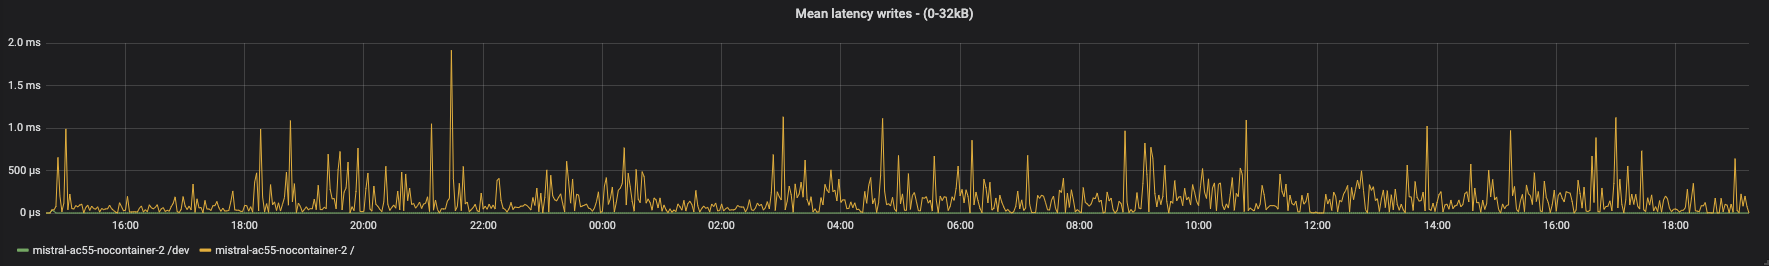 Mean latency writes - (0-32kB)
2.0 ms
1.5 ms
1.0 ms
500 µs
0 µs
16:00 18:00 20:00 22:00 00:00 02:00 04:00 06:00 08:00 10:00 12:00 14:00 16:00 18:00
mistral-ac55-nocontainer-2 /dev mistral-ac55-nocontainer-2 /